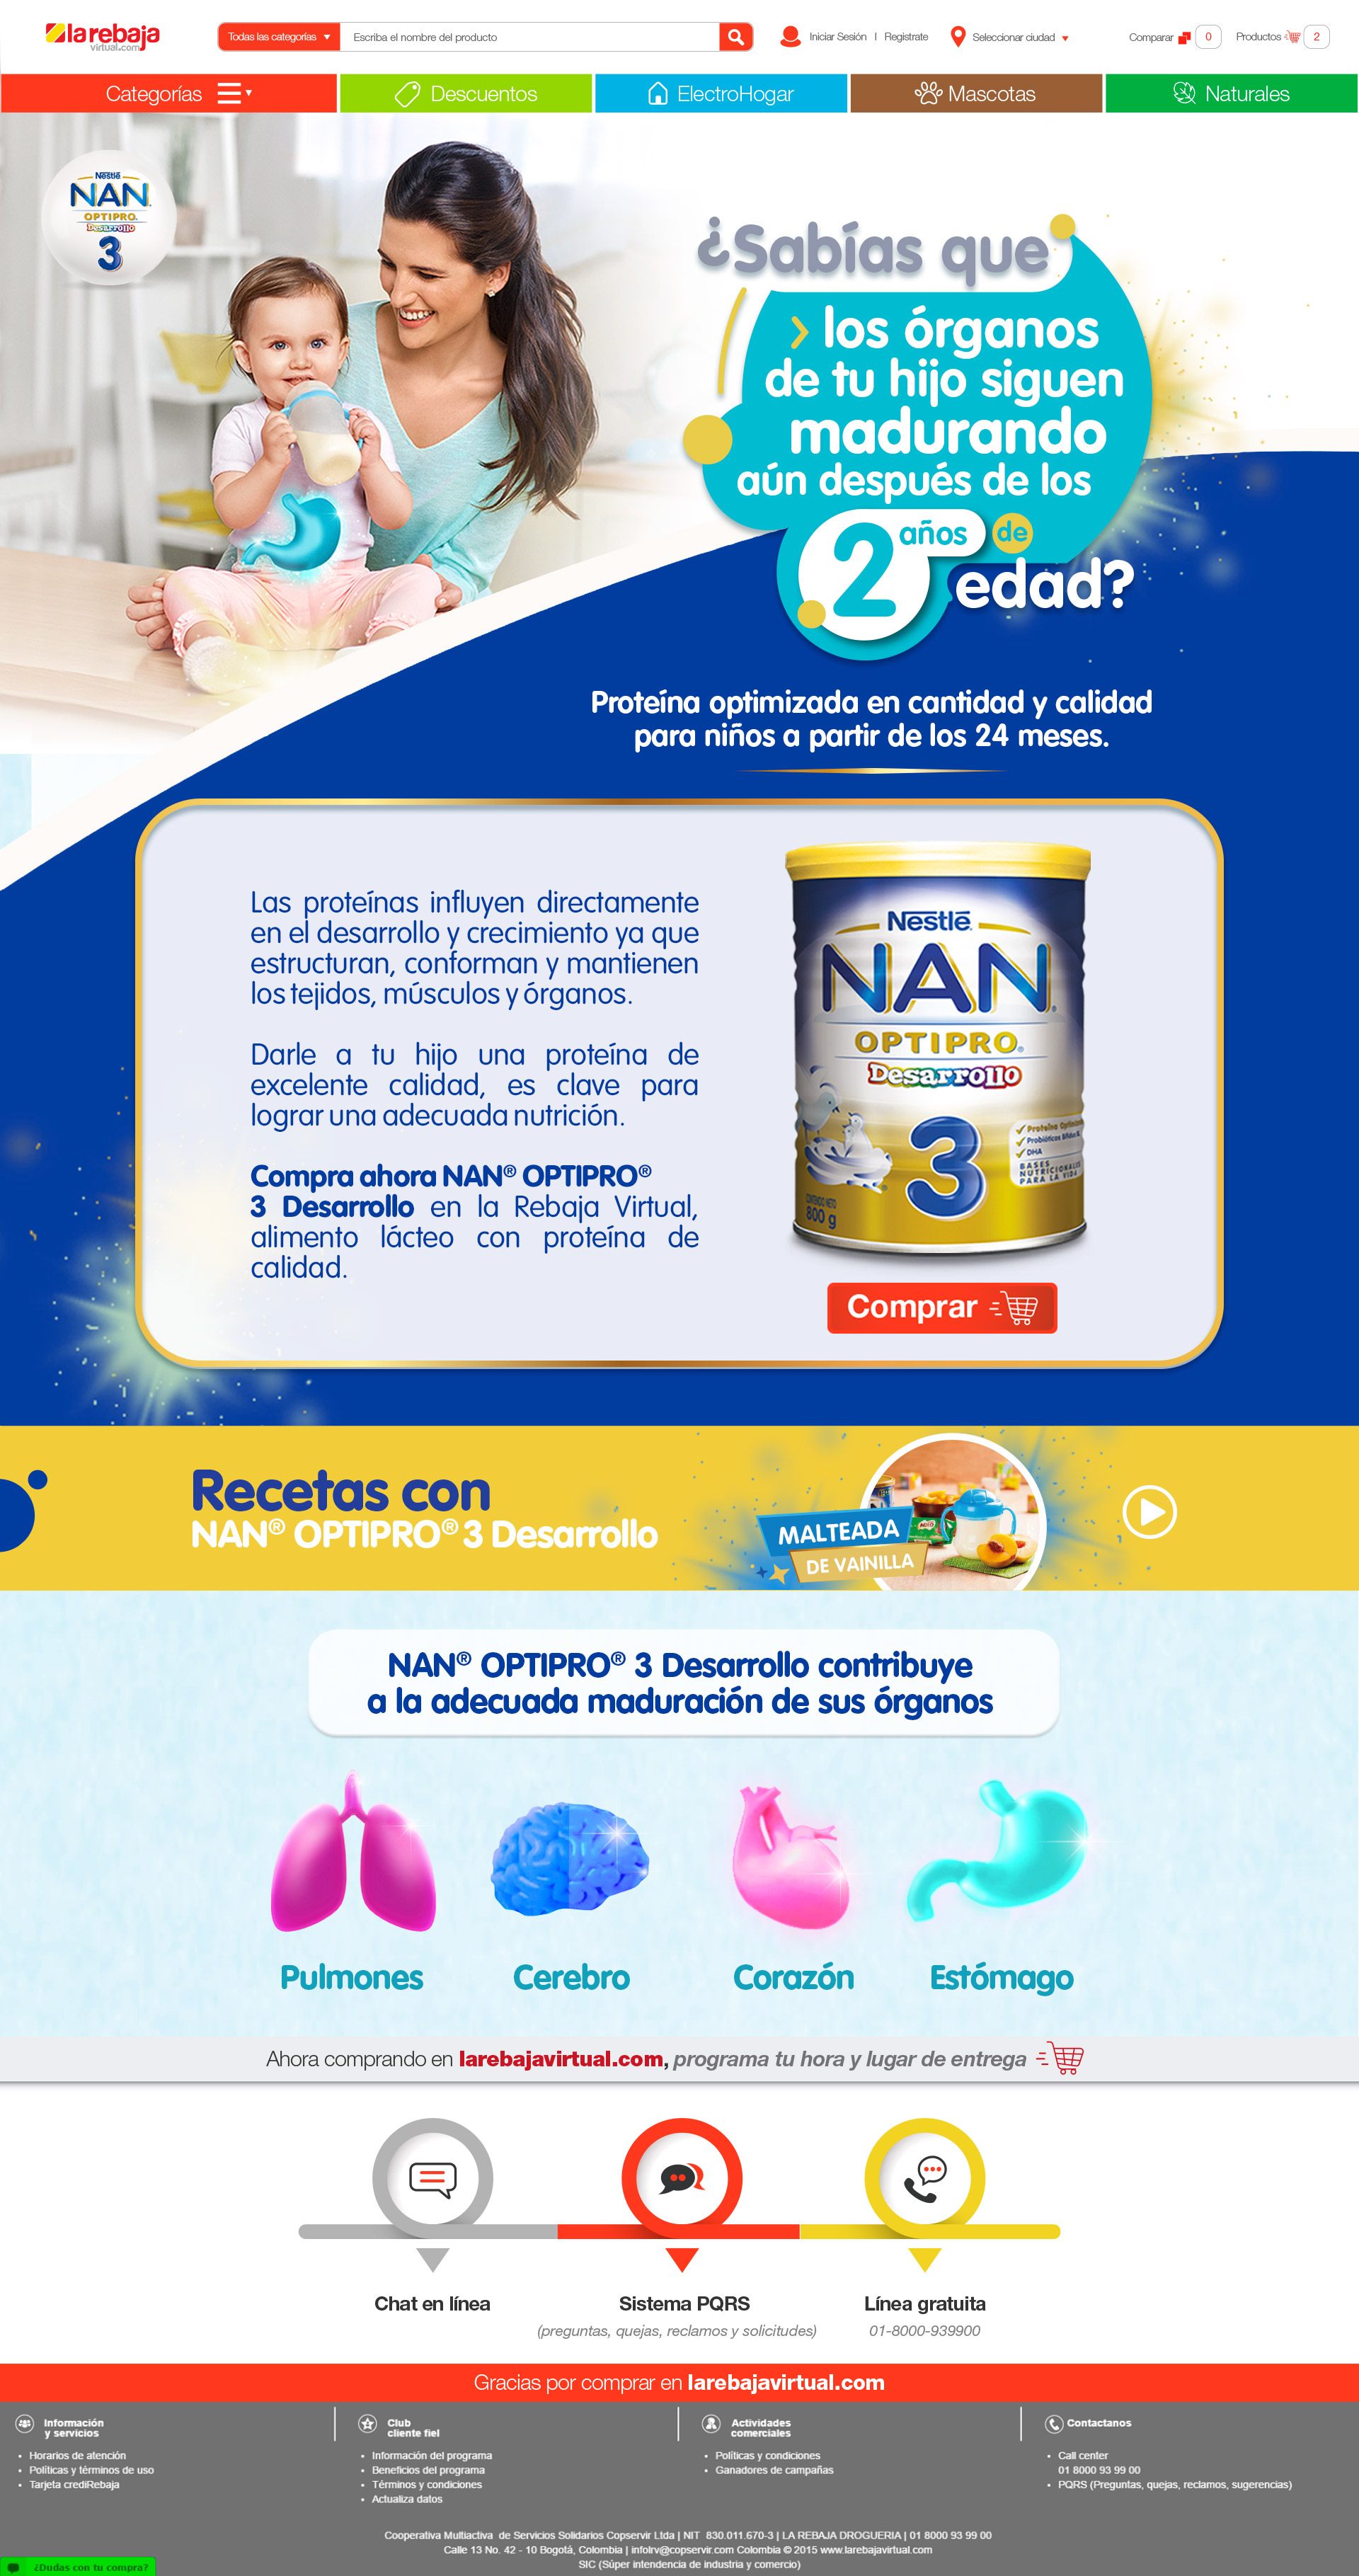 larebaja
virtual.com
Todas las categorías
Escriba el nombre del producto
Iniciar Sesión | Registrate
Seleccionar ciudad
Comparar 0
Productos 2
Categorías
Descuentos
ElectroHogar
Mascotas
Naturales
Nestlé
NAN
OPTIPRO.
Desarrollo
3
¿Sabías que
los órganos
de tu hijo siguen
madurando
aún después de los
2 años de
edad?
Proteína optimizada en cantidad y calidad
para niños a partir de los 24 meses.
Las proteínas influyen directamente
en el desarrollo y crecimiento ya que
estructuran, conforman y mantienen
los tejidos, músculos y órganos.
Darle a tu hijo una proteína de
excelente calidad, es clave para
lograr una adecuada nutrición.
Compra ahora NAN® OPTIPRO®
3 Desarrollo en la Rebaja Virtual,
alimento lácteo con proteína de
calidad.
Nestlé.
NAN
OPTIPRO®
Desarrollo
3
Probióticos
DHA
BASES
NUTRICIONALES
PARA LA VIDA
CONTENIDO NETO
800 g
Comprar
Recetas con
NAN® OPTIPRO® 3 Desarrollo
MALTEADA
DE VAINILLA
NAN® OPTIPRO® 3 Desarrollo contribuye
a la adecuada maduración de sus órganos
Pulmones
Cerebro
Corazón
Estómago
Ahora comprando en larebajavirtual.com, programa tu hora y lugar de entrega
Chat en línea
Sistema PQRS
(preguntas, quejas, reclamos y solicitudes)
Línea gratuita
01-8000-939900
Gracias por comprar en larebajavirtual.com
Información
y servicios
• Horarios de atención
• Políticas y términos de uso
• Tarjeta crediRebaja
Club
cliente fiel
• Información del programa
• Beneficios del programa
• Términos y condiciones
• Actualiza datos
Actividades
comerciales
• Políticas y condiciones
• Ganadores de campañas
Contactanos
• Call center
01 8000 93 99 00
• PQRS (Preguntas, quejas, reclamos, sugerencias)
Cooperativa Multiactiva de Servicios Solidarios Copservir Ltda | NIT 830.011.670-3 | LA REBAJA DROGUERIA | 01 8000 93 99 00
Calle 13 No. 42 - 10 Bogotá, Colombia | infolrv@copservir.com Colombia © 2015 www.larebajavirtual.com
SIC (Súper intendencia de industria y comercio)
¿Dudas con tu compra?